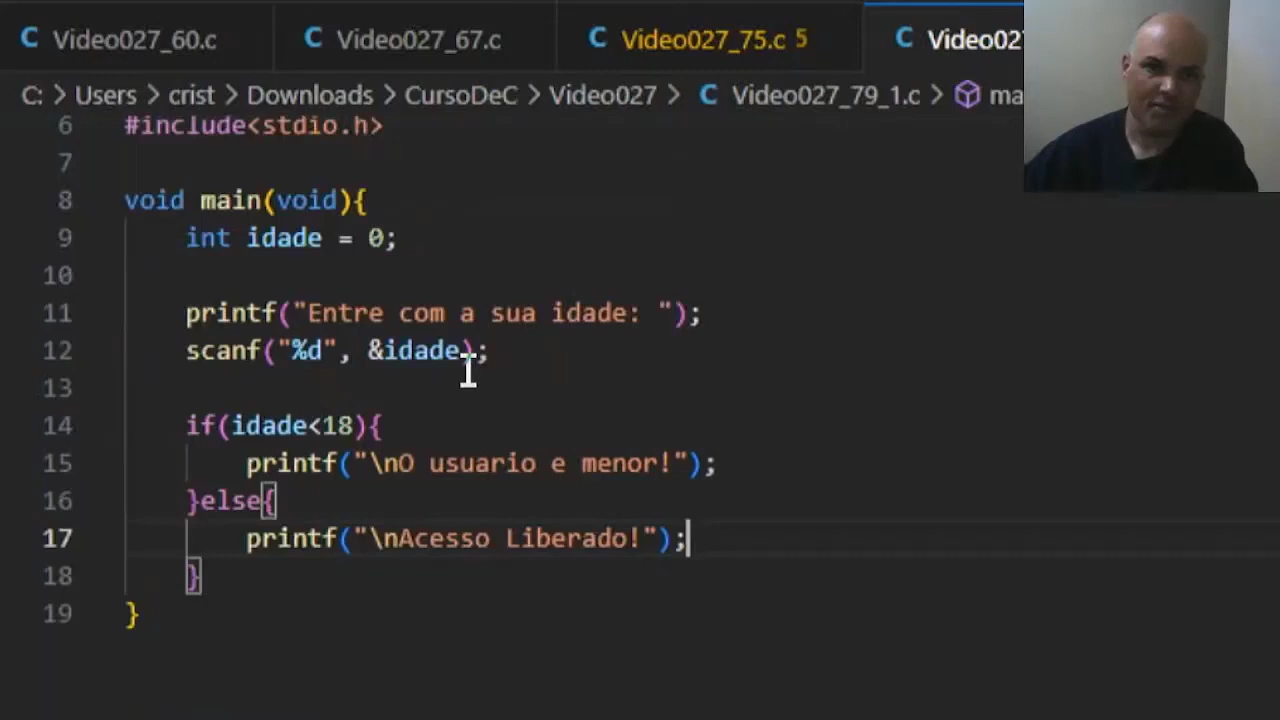 Video027_60.c
Video027_67.c
Video027_75.c 5
Video02
C: > Users > crist > Downloads > CursoDeC > Video027 > C Video027_79_1.c > ma
6 #include<stdio.h>
7
8 void main(void){
9 int idade = 0;
10
11 printf("Entre com a sua idade: ");
12 scanf("%d", &idade);
13
14 if(idade<18){
15 printf("\nO usuario e menor!");
16 }else{
17 printf("\nAcesso Liberado!");
18 }
19 }